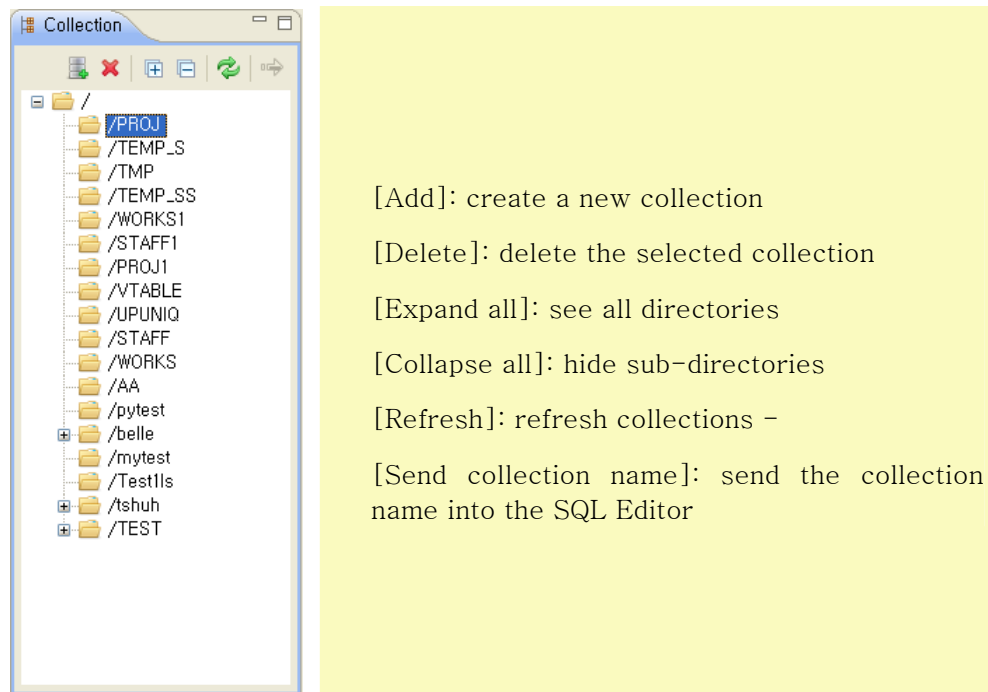 Collection
/
/PROJ
/TEMP_S
/TMP
/TEMP_SS
/WORKS1
/STAFF1
/PROJ1
/VTABLE
/UPUNIQ
/STAFF
/WORKS
/AA
/pytest
/belle
/mytest
/Test1ls
/tshuh
/TEST
[Add]: create a new collection
[Delete]: delete the selected collection
[Expand all]: see all directories
[Collapse all]: hide sub-directories
[Refresh]: refresh collections -
[Send collection name]: send the collection
name into the SQL Editor